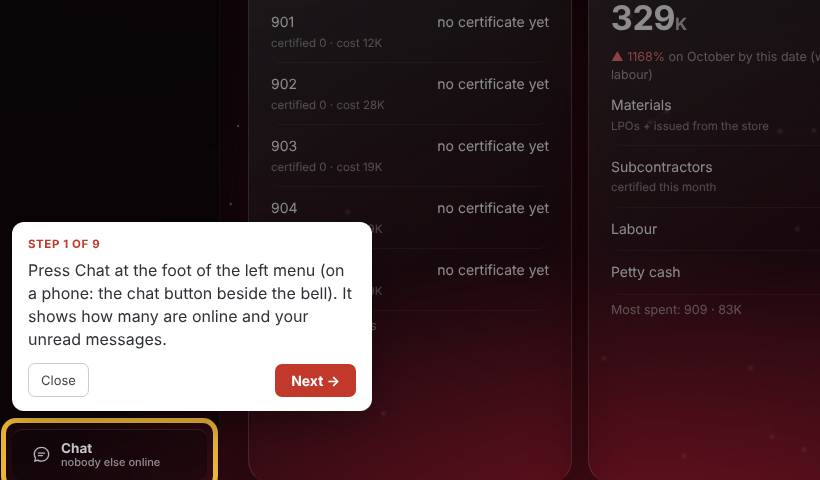 901
no certificate yet
certified 0 · cost 12K
902
no certificate yet
certified 0 · cost 28K
903
no certificate yet
certified 0 · cost 19K
904
no certificate yet
9K
no certificate yet
9K
s
329K
▲ 1168% on October by this date (w
labour)
Materials
LPOs + issued from the store
Subcontractors
certified this month
Labour
Petty cash
Most spent: 909 · 83K
STEP 1 OF 9
Press Chat at the foot of the left menu (on
a phone: the chat button beside the bell). It
shows how many are online and your
unread messages.
Close
Next →
Chat
nobody else online